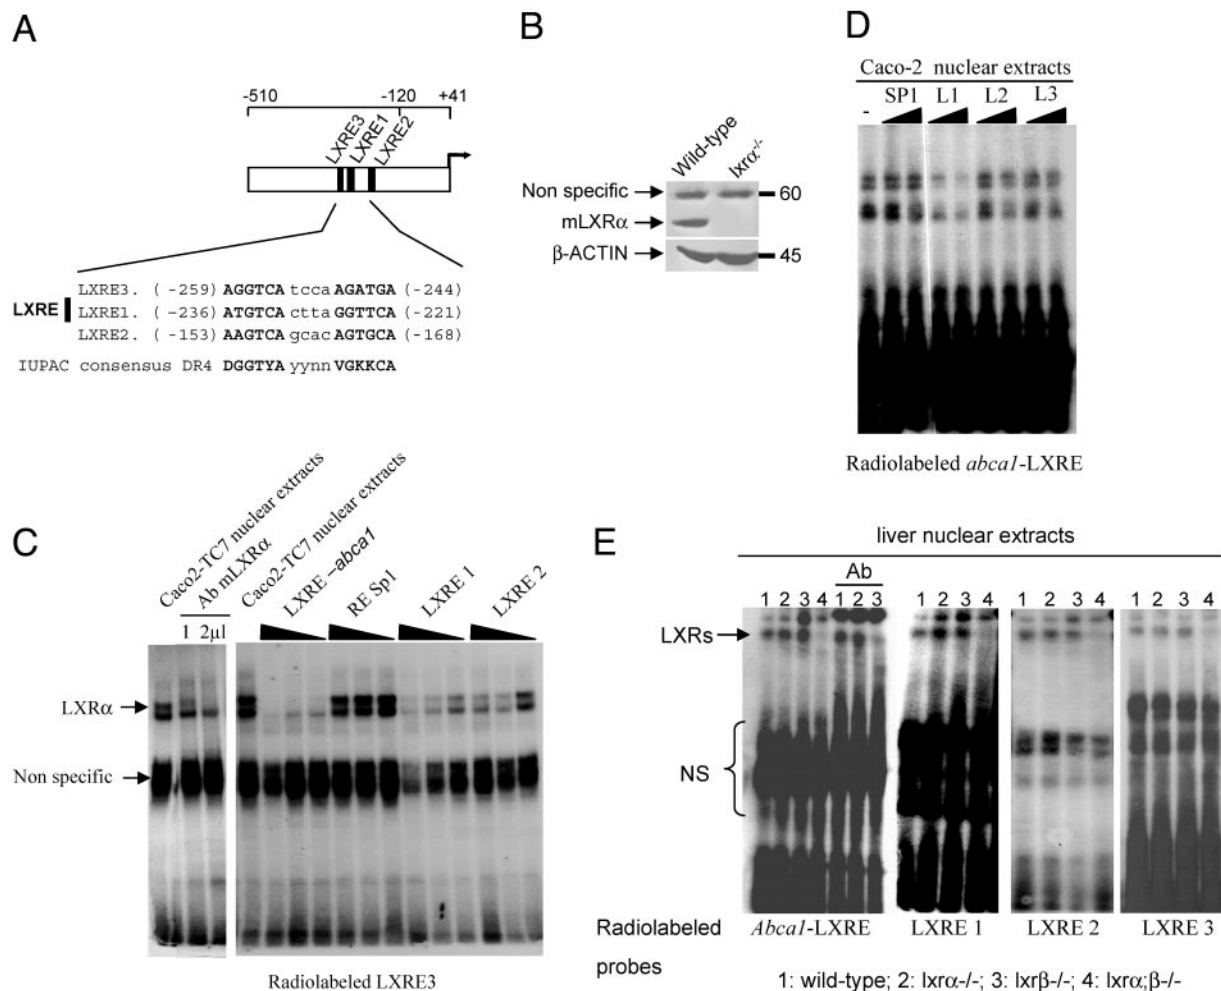 A
-510 -120 +41
LXRE3 LXRE1 LXRE2
LXRE3. (-259) AGGTCA tcca AGATGA (-244)
LXRE
LXRE1. (-236) ATGTCA ctta GGTTCA (-221)
LXRE2. (-153) AAGTCA gcac AGTGCA (-168)
IUPAC consensus DR4 DGGTYA yynn VGKKCA
B
Wild-type lxrα-/-
Non specific 60
mLXRα
β-ACTIN 45
D
Caco-2 nuclear extracts
- SP1 L1 L2 L3
Radiolabeled abca1-LXRE
C
Caco2-TC7 nuclear extracts
Ab mLXRα
1 2µl
Caco2-TC7 nuclear extracts
LXRE –abca1
RE Sp1
LXRE 1
LXRE 2
LXRα
Non specific
Radiolabeled LXRE3
E
liver nuclear extracts
Ab
1 2 3 4 1 2 3 1 2 3 4 1 2 3 4 1 2 3 4
LXRs
NS
Radiolabeled probes
Abca1-LXRE LXRE 1 LXRE 2 LXRE 3
1: wild-type; 2: lxrα-/-; 3: lxrβ-/-; 4: lxrα;β-/-